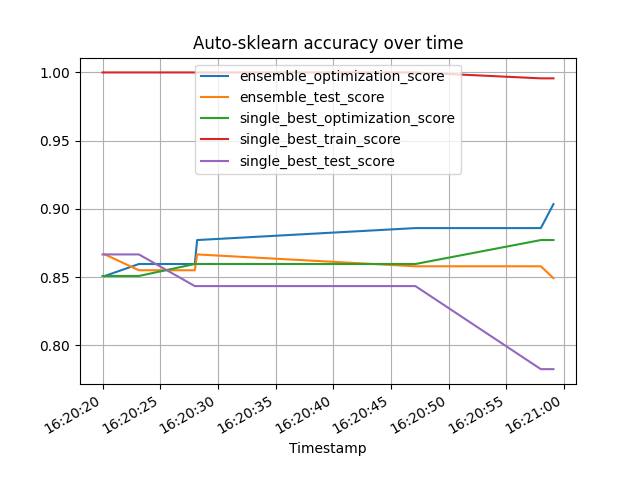 Auto-sklearn accuracy over time
1.00
0.95
0.90
0.85
0.80
ensemble_optimization_score
ensemble_test_score
single_best_optimization_score
single_best_train_score
single_best_test_score
16:20:20
16:20:25
16:20:30
16:20:35
16:20:40
16:20:45
16:20:50
16:20:55
16:21:00
Timestamp